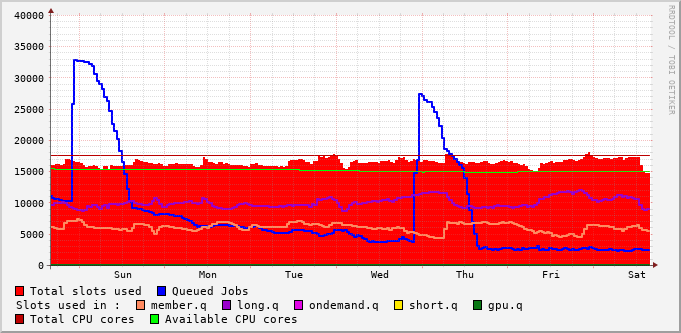 40000
35000
30000
25000
20000
15000
10000
5000
0
Sun Mon Tue Wed Thu Fri Sat
Total slots used Queued Jobs
Slots used in : member.q long.q ondemand.q short.q gpu.q
Total CPU cores Available CPU cores
RRDTOOL / TOBI OETIKER